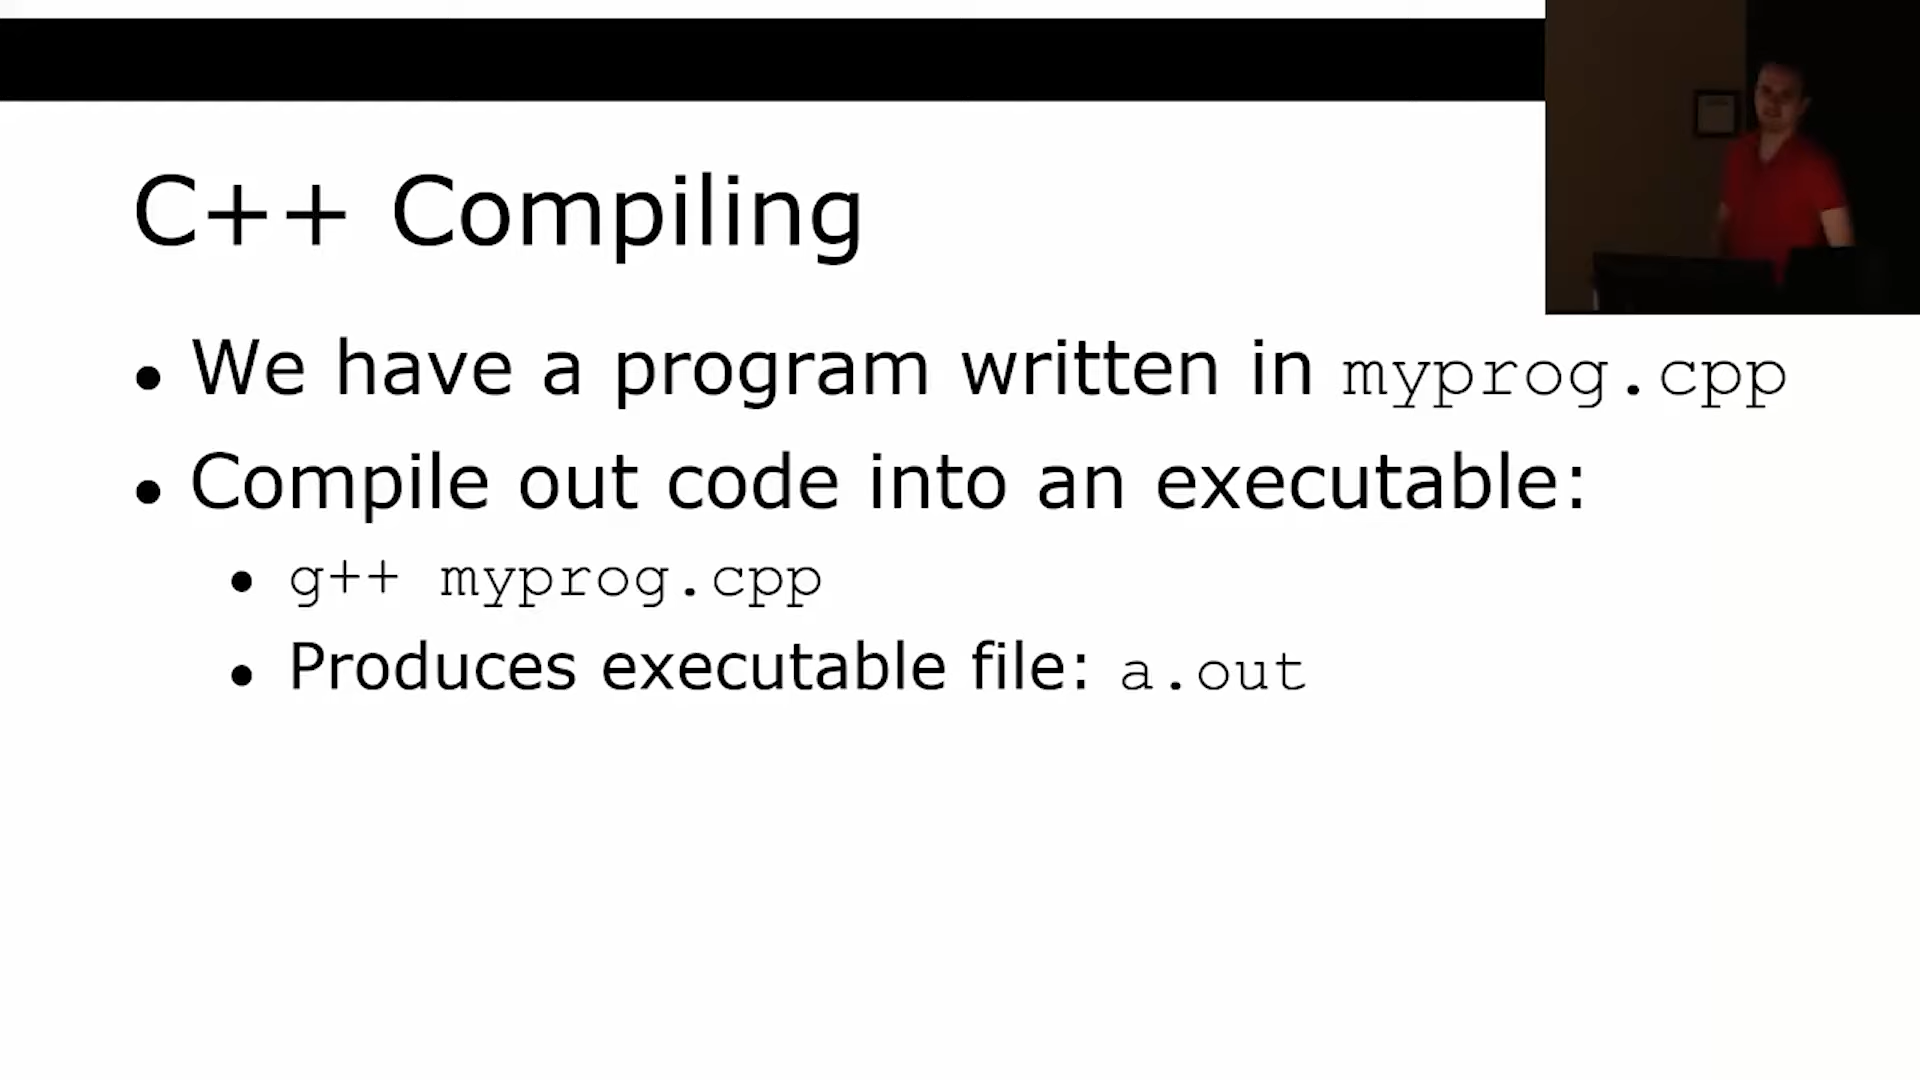 C++ Compiling
• We have a program written in myprog.cpp
• Compile out code into an executable:
• g++ myprog.cpp
• Produces executable file: a.out